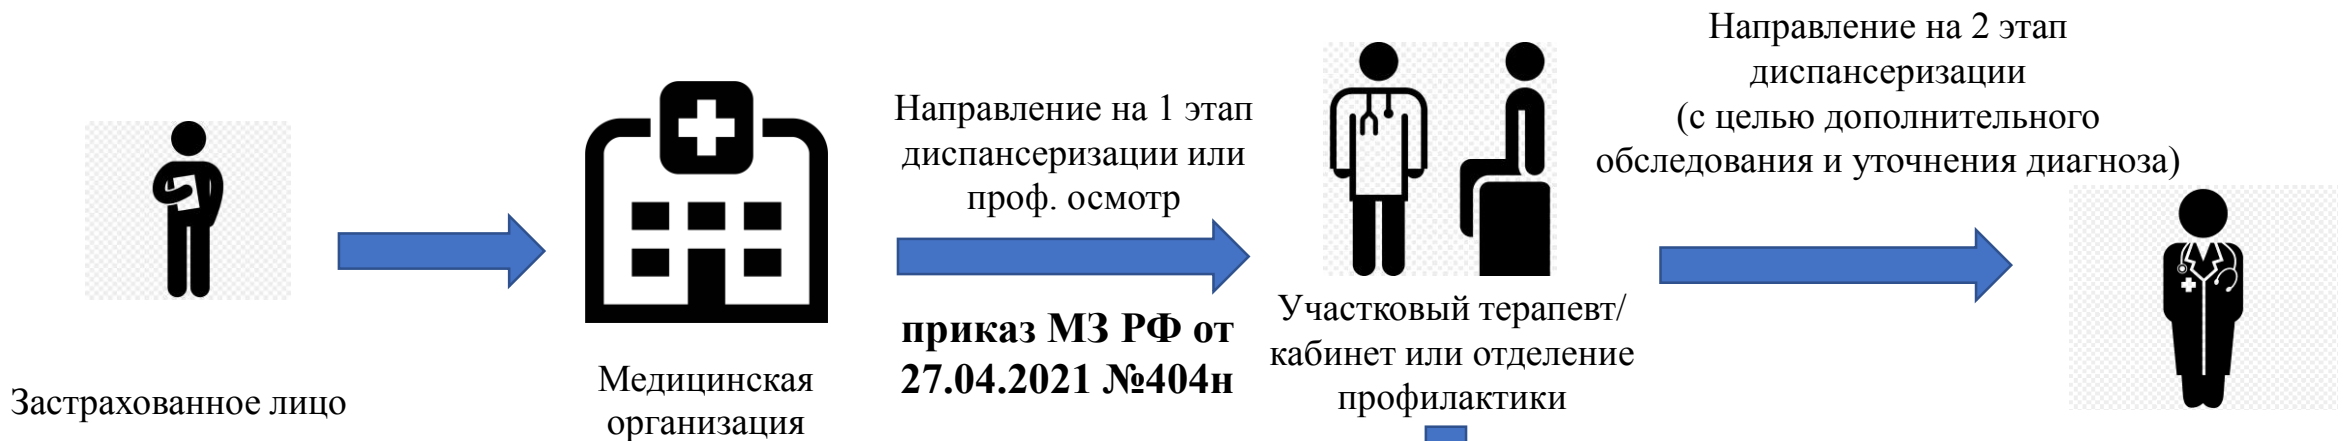 Застрахованное лицо
Медицинская
организация
Направление на 1 этап
диспансеризации или
проф. осмотр
приказ МЗ РФ от
27.04.2021 №404н
Участковый терапевт/
кабинет или отделение
профилактики
Направление на 2 этап
диспансеризации
(с целью дополнительного
обследования и уточнения диагноза)